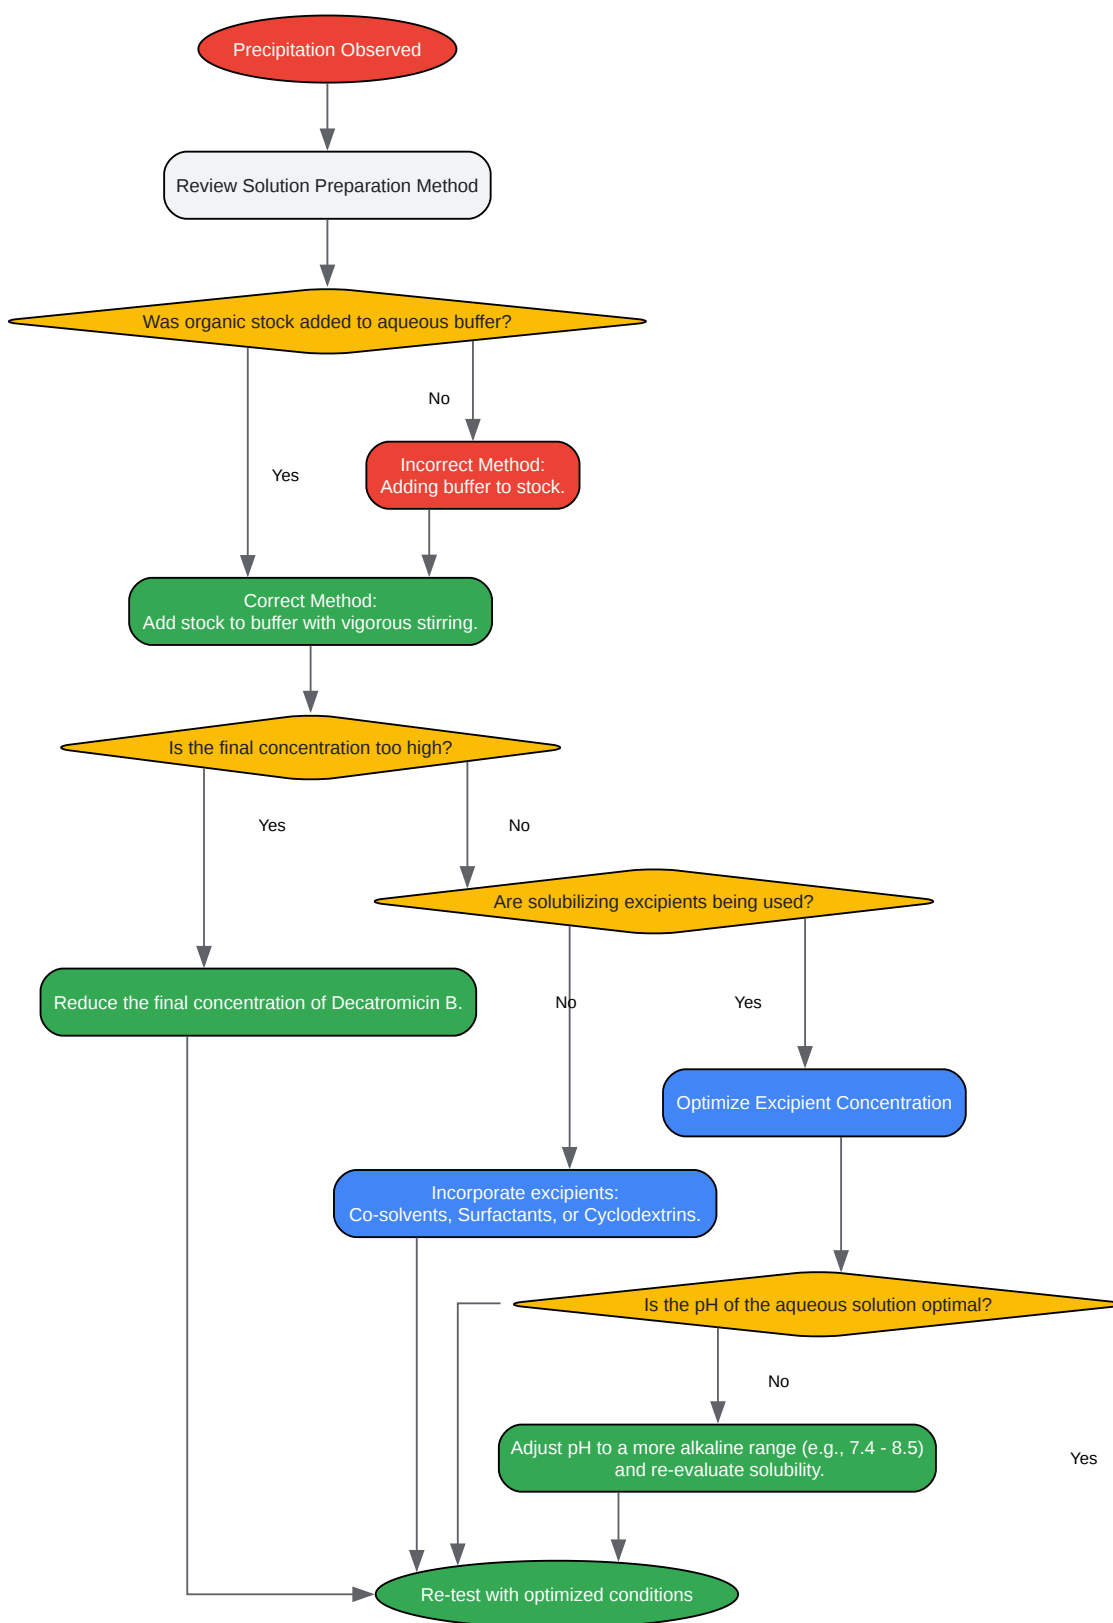 Precipitation Observed
Review Solution Preparation Method
Was organic stock added to aqueous buffer?
No
Incorrect Method:
Adding buffer to stock.
Yes
Correct Method:
Add stock to buffer with vigorous stirring.
Is the final concentration too high?
Yes
No
Are solubilizing excipients being used?
Reduce the final concentration of Decatromicin B.
No
Yes
Optimize Excipient Concentration
Incorporate excipients:
Co-solvents, Surfactants, or Cyclodextrins.
Is the pH of the aqueous solution optimal?
No
Adjust pH to a more alkaline range (e.g., 7.4 - 8.5)
and re-evaluate solubility.
Yes
Re-test with optimized conditions